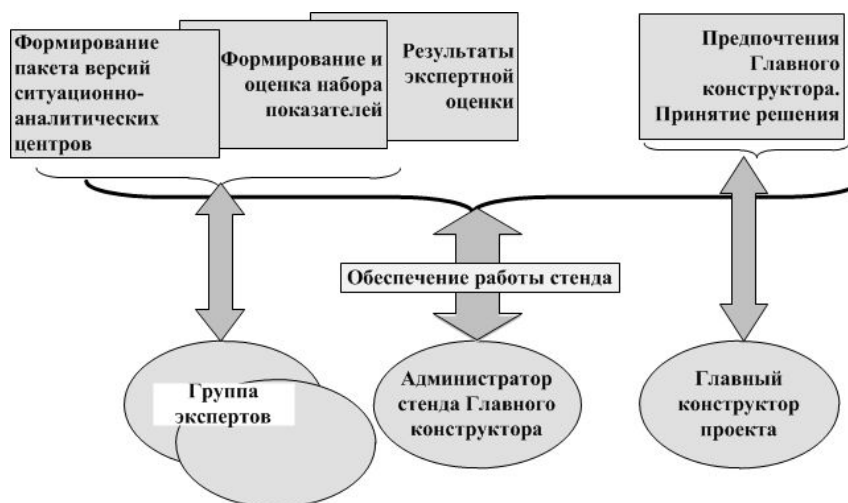 Формирование
пакета версий
ситуационно-
аналитических
центров
Формирование и
оценка набора
показателей
Результаты
экспертной
оценки
Предпочтения
Главного
конструктора.
Принятие решения
Обеспечение работы стенда
Группа
экспертов
Администратор
стенда Главного
конструктора
Главный
конструктор
проекта